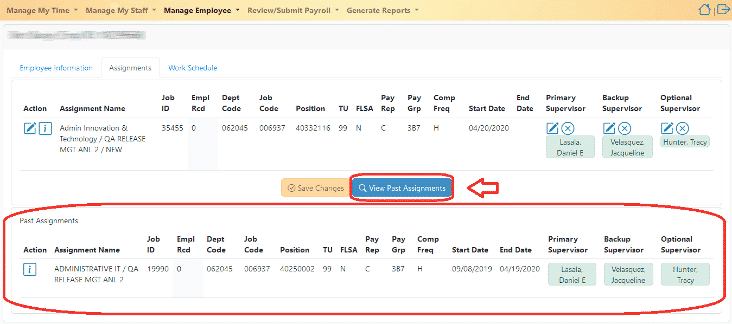 Manage My Time Manage My Staff Manage Employee Review/Submit Payroll Generate Reports
Employee Information Assignments Work Schedule
Action Assignment Name Job ID Empl Rcd Dept Code Job Code Position TU FLSA Pay Rep Pay Grp Comp Freq Start Date End Date Primary Supervisor Backup Supervisor Optional Supervisor
Admin Innovation & Technology / QA RELEASE MGT ANL 2 / NEW 35455 0 062045 006937 40332116 99 N C 3B7 H 04/20/2020 Lasala, Daniel E Velasquez, Jacqueline Hunter, Tracy
Save Changes View Past Assignments
Past Assignments
Action Assignment Name Job ID Empl Rcd Dept Code Job Code Position TU FLSA Pay Rep Pay Grp Comp Freq Start Date End Date Primary Supervisor Backup Supervisor Optional Supervisor
ADMINISTRATIVE IT / QA RELEASE MGT ANL 2 19990 0 062045 006937 40250002 99 N C 3B7 H 09/08/2019 04/19/2020 Lasala, Daniel E Velasquez, Jacqueline Hunter, Tracy